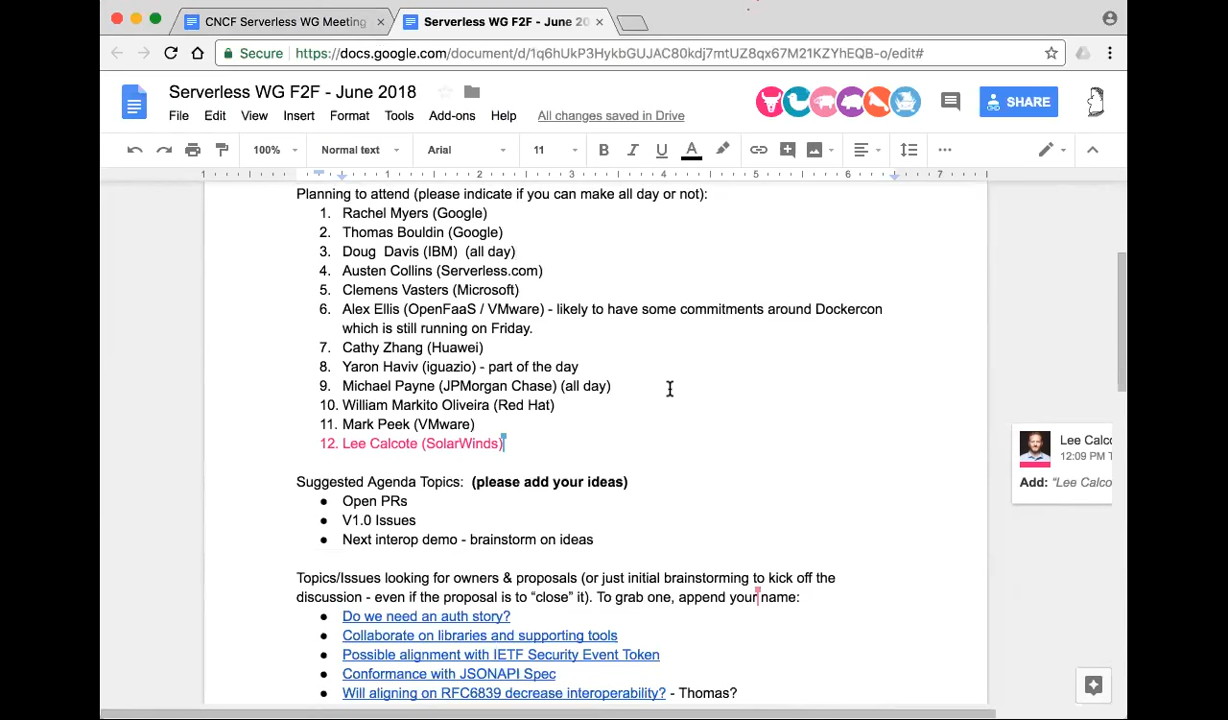 CNCF Serverless WG Meeting
Serverless WG F2F - June 20
Secure
https://docs.google.com/document/d/1q6hUkP3HykbGUJAC80kdj7mtUZ8qx67M21KZYhEQB-o/edit#
Serverless WG F2F - June 2018
File Edit View Insert Format Tools Add-ons Help All changes saved in Drive
SHARE
100% Normal text Arial 11 B I U A
1 1 2 3 4 5 6 7
Planning to attend (please indicate if you can make all day or not):
1. Rachel Myers (Google)
2. Thomas Bouldin (Google)
3. Doug Davis (IBM) (all day)
4. Austen Collins (Serverless.com)
5. Clemens Vasters (Microsoft)
6. Alex Ellis (OpenFaaS / VMware) - likely to have some commitments around Dockercon
which is still running on Friday.
7. Cathy Zhang (Huawei)
8. Yaron Haviv (iguazio) - part of the day
9. Michael Payne (JPMorgan Chase) (all day)
10. William Markito Oliveira (Red Hat)
11. Mark Peek (VMware)
12. Lee Calcote (SolarWinds)
Lee Calco
12:09 PM T
Add: "Lee Calco
Suggested Agenda Topics: (please add your ideas)
● Open PRs
● V1.0 Issues
● Next interop demo - brainstorm on ideas
Topics/Issues looking for owners & proposals (or just initial brainstorming to kick off the
discussion - even if the proposal is to “close” it). To grab one, append your name:
● Do we need an auth story?
● Collaborate on libraries and supporting tools
● Possible alignment with IETF Security Event Token
● Conformance with JSONAPI Spec
● Will aligning on RFC6839 decrease interoperability? - Thomas?